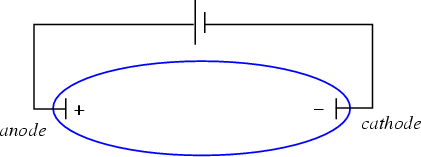 + −
anode
cathode